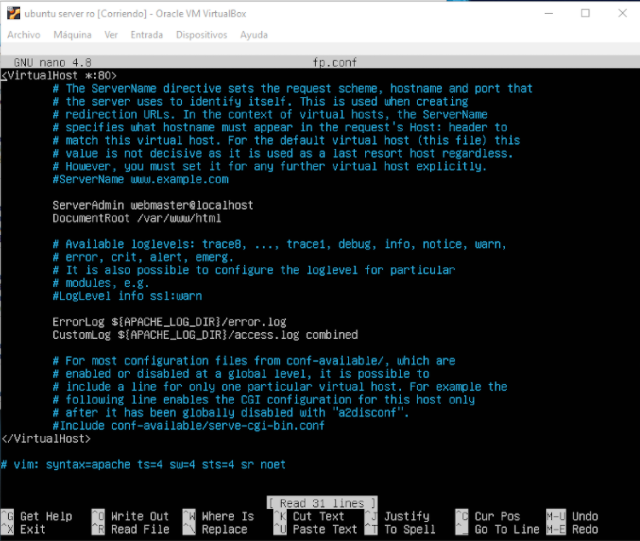 ubuntu server ro [Corriendo] - Oracle VM VirtualBox
Archivo Máquina Ver Entrada Dispositivos Ayuda
GNU nano 4.8 fp.conf
<VirtualHost *:80>
# The ServerName directive sets the request scheme, hostname and port that
# the server uses to identify itself. This is used when creating
# redirection URLs. In the context of virtual hosts, the ServerName
# specifies what hostname must appear in the request's Host: header to
# match this virtual host. For the default virtual host (this file) this
# value is not decisive as it is used as a last resort host regardless.
# However, you must set it for any further virtual host explicitly.
#ServerName www.example.com
ServerAdmin webmaster@localhost
DocumentRoot /var/www/html
# Available loglevels: trace8, ..., trace1, debug, info, notice, warn,
# error, crit, alert, emerg.
# It is also possible to configure the loglevel for particular
# modules, e.g.
#LogLevel info ssl:warn
ErrorLog ${APACHE_LOG_DIR}/error.log
CustomLog ${APACHE_LOG_DIR}/access.log combined
# For most configuration files from conf-available/, which are
# enabled or disabled at a global level, it is possible to
# include a line for only one particular virtual host. For example the
# following line enables the CGI configuration for this host only
# after it has been globally disabled with "a2disconf".
#Include conf-available/serve-cgi-bin.conf
</VirtualHost>
# vim: syntax=apache ts=4 sw=4 sts=4 sr noet
[ Read 31 lines ]
^G Get Help ^O Write Out ^W Where Is ^K Cut Text ^J Justify ^C Cur Pos M-U Undo
^X Exit ^R Read File ^\ Replace ^U Paste Text ^T To Spell ^_ Go To Line M-E Redo